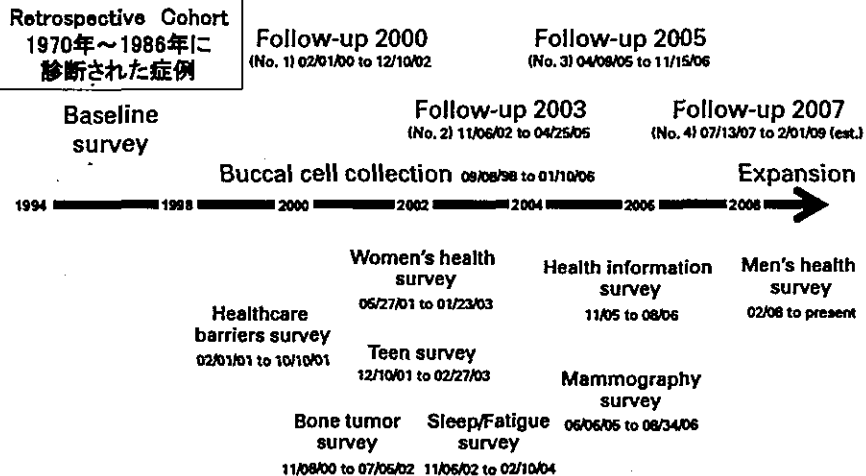 Retrospective Cohort
1970年～1986年に
診断された症例
Follow-up 2000
(No. 1) 02/01/00 to 12/10/02
Follow-up 2005
(No. 3) 04/09/05 to 11/15/06
Baseline
survey
Follow-up 2003
(No. 2) 11/06/02 to 04/25/05
Follow-up 2007
(No. 4) 07/13/07 to 2/01/09 (est.)
Buccal cell collection 09/08/98 to 01/10/06
Expansion
1994 1998 2000 2002 2004 2006 2008
Women's health
survey
05/27/01 to 01/23/03
Health information
survey
11/05 to 08/06
Men's health
survey
02/08 to present
Healthcare
barriers survey
02/01/01 to 10/10/01
Teen survey
12/10/01 to 02/27/03
Mammography
survey
06/06/05 to 08/34/06
Bone tumor
survey
11/08/00 to 07/05/02
Sleep/Fatigue
survey
11/06/02 to 02/10/04